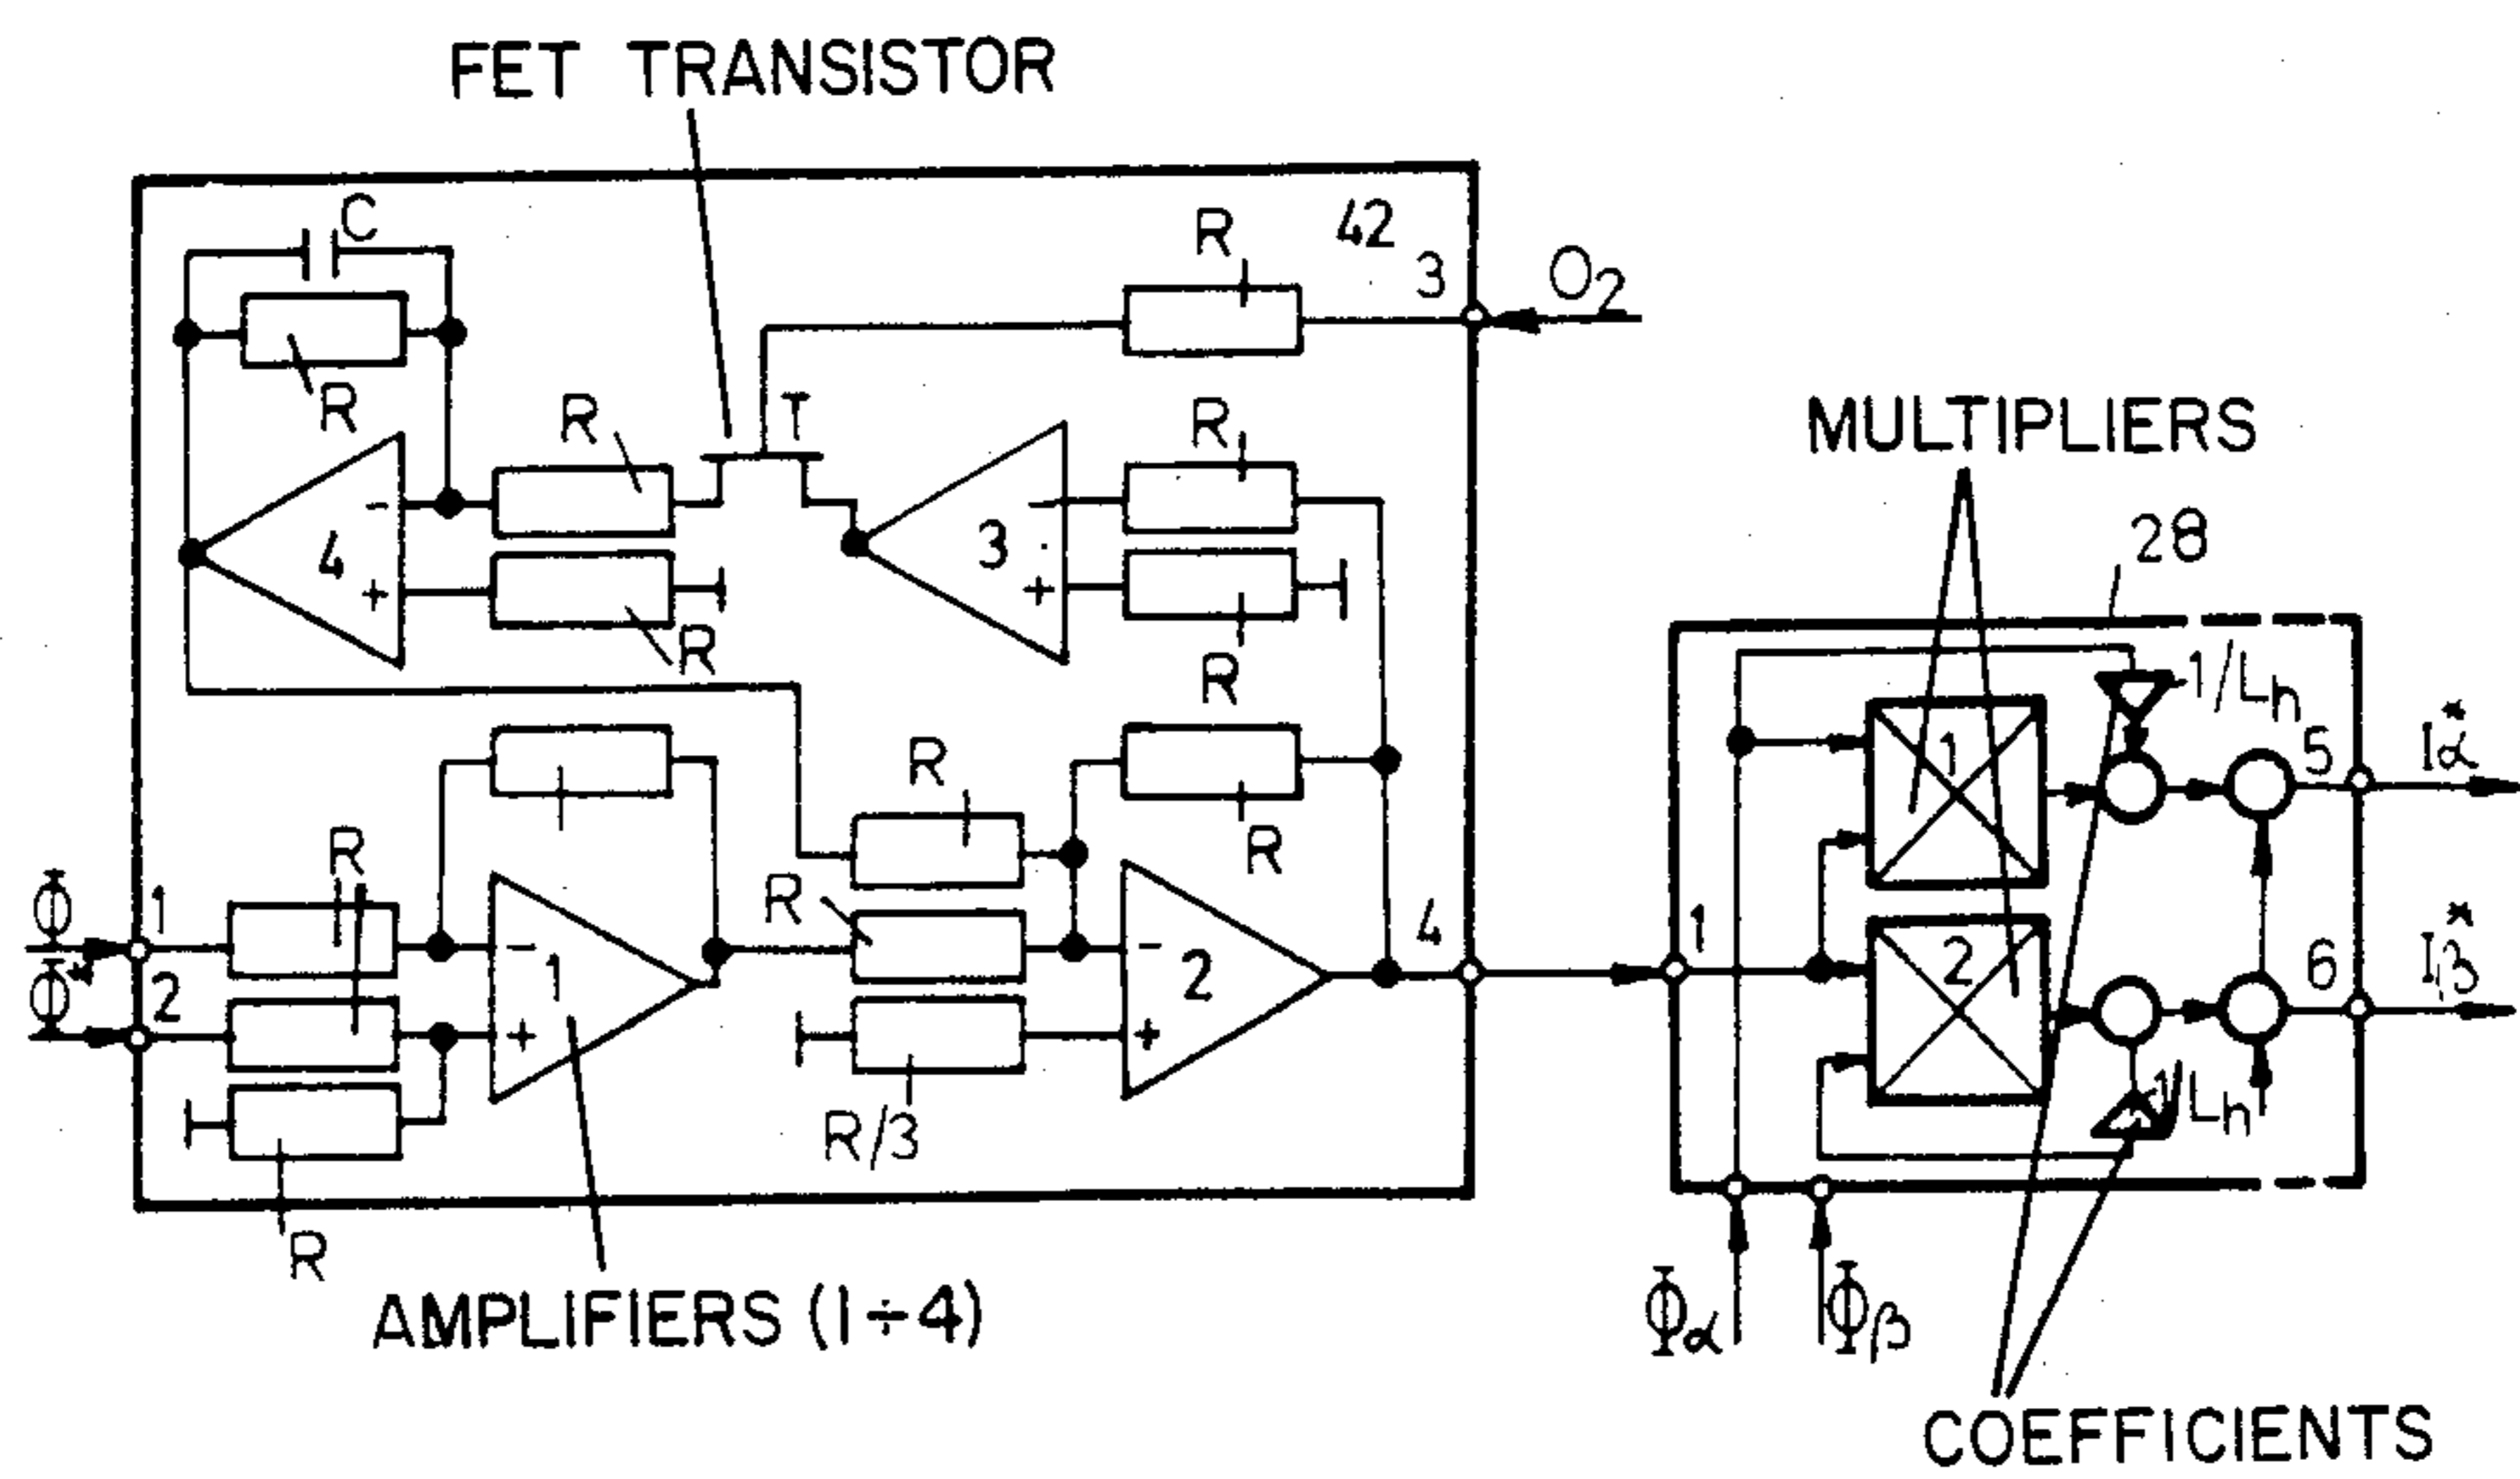 FET TRANSISTOR
C
42
R
3
O₂
R
R
T
R
MULTIPLIERS
-
-
4
3
28
+
+
R
R
1/Lh
R
R
1
5
Iα*
R
Φ
1
R
4
1
-
-
Φ*
2
1
2
2
6
Iβ*
+
+
1/Lh
R/3
R
Φα
Φβ
AMPLIFIERS (1÷4)
COEFFICIENTS